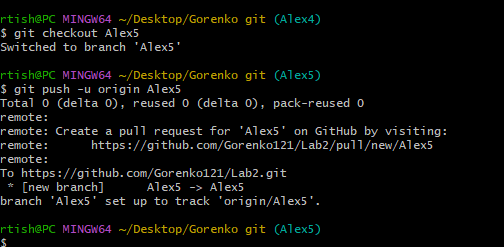 rtish@PC MINGW64 ~/Desktop/Gorenko git (Alex4)
$ git checkout Alex5
Switched to branch 'Alex5'
rtish@PC MINGW64 ~/Desktop/Gorenko git (Alex5)
$ git push -u origin Alex5
Total 0 (delta 0), reused 0 (delta 0), pack-reused 0
remote:
remote: Create a pull request for 'Alex5' on GitHub by visiting:
remote:      https://github.com/Gorenko121/Lab2/pull/new/Alex5
remote:
To https://github.com/Gorenko121/Lab2.git
 * [new branch]      Alex5 -> Alex5
branch 'Alex5' set up to track 'origin/Alex5'.
rtish@PC MINGW64 ~/Desktop/Gorenko git (Alex5)
$